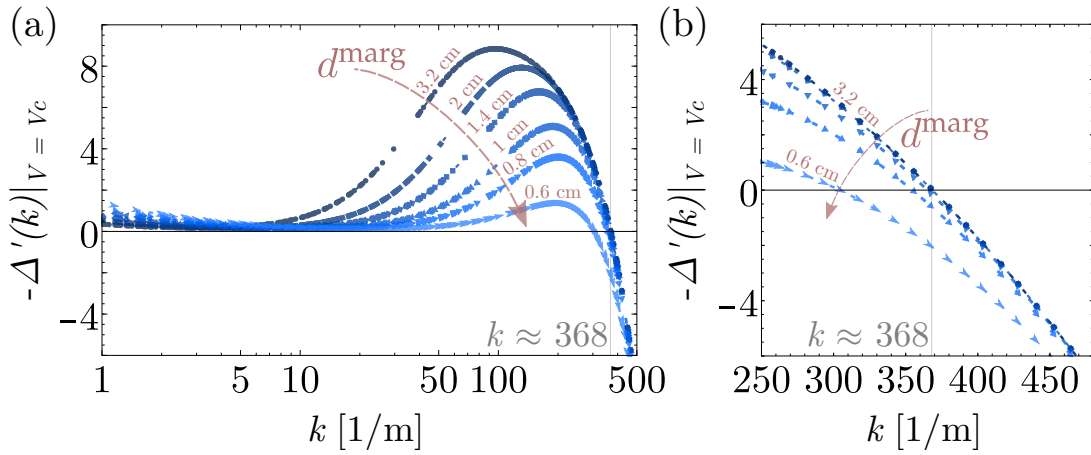 (a)
-Δ'(k)|V = Vc
8
4
0
-4
dmarg
3.2 cm
2 cm
1.4 cm
1 cm
0.8 cm
0.6 cm
k ≈ 368
1 5 10 50 100 500
k [1/m]
(b)
-Δ'(k)|V = Vc
4
0
-4
3.2 cm
dmarg
0.6 cm
k ≈ 368
250 300 350 400 450
k [1/m]